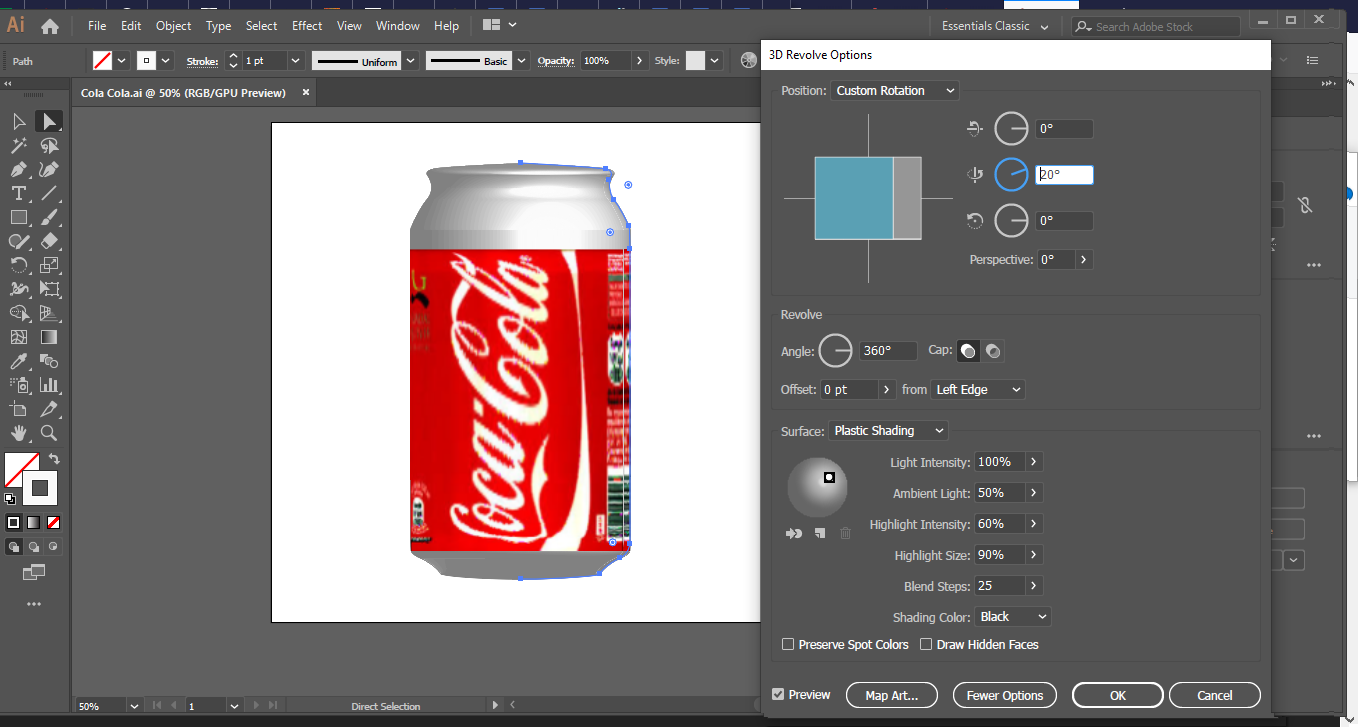 Ai File Edit Object Type Select Effect View Window Help Essentials Classic Search Adobe Stock
Path Stroke: 1 pt Uniform Basic Opacity: 100% Style:
Cola Cola.ai @ 50% (RGB/GPU Preview) ×
Coca-Cola
50% 1 Direct Selection
3D Revolve Options
Position: Custom Rotation
0°
20°
0°
Perspective: 0°
Revolve
Angle: 360° Cap:
Offset: 0 pt from Left Edge
Surface: Plastic Shading
Light Intensity: 100%
Ambient Light: 50%
Highlight Intensity: 60%
Highlight Size: 90%
Blend Steps: 25
Shading Color: Black
Preserve Spot Colors Draw Hidden Faces
Preview Map Art... Fewer Options OK Cancel